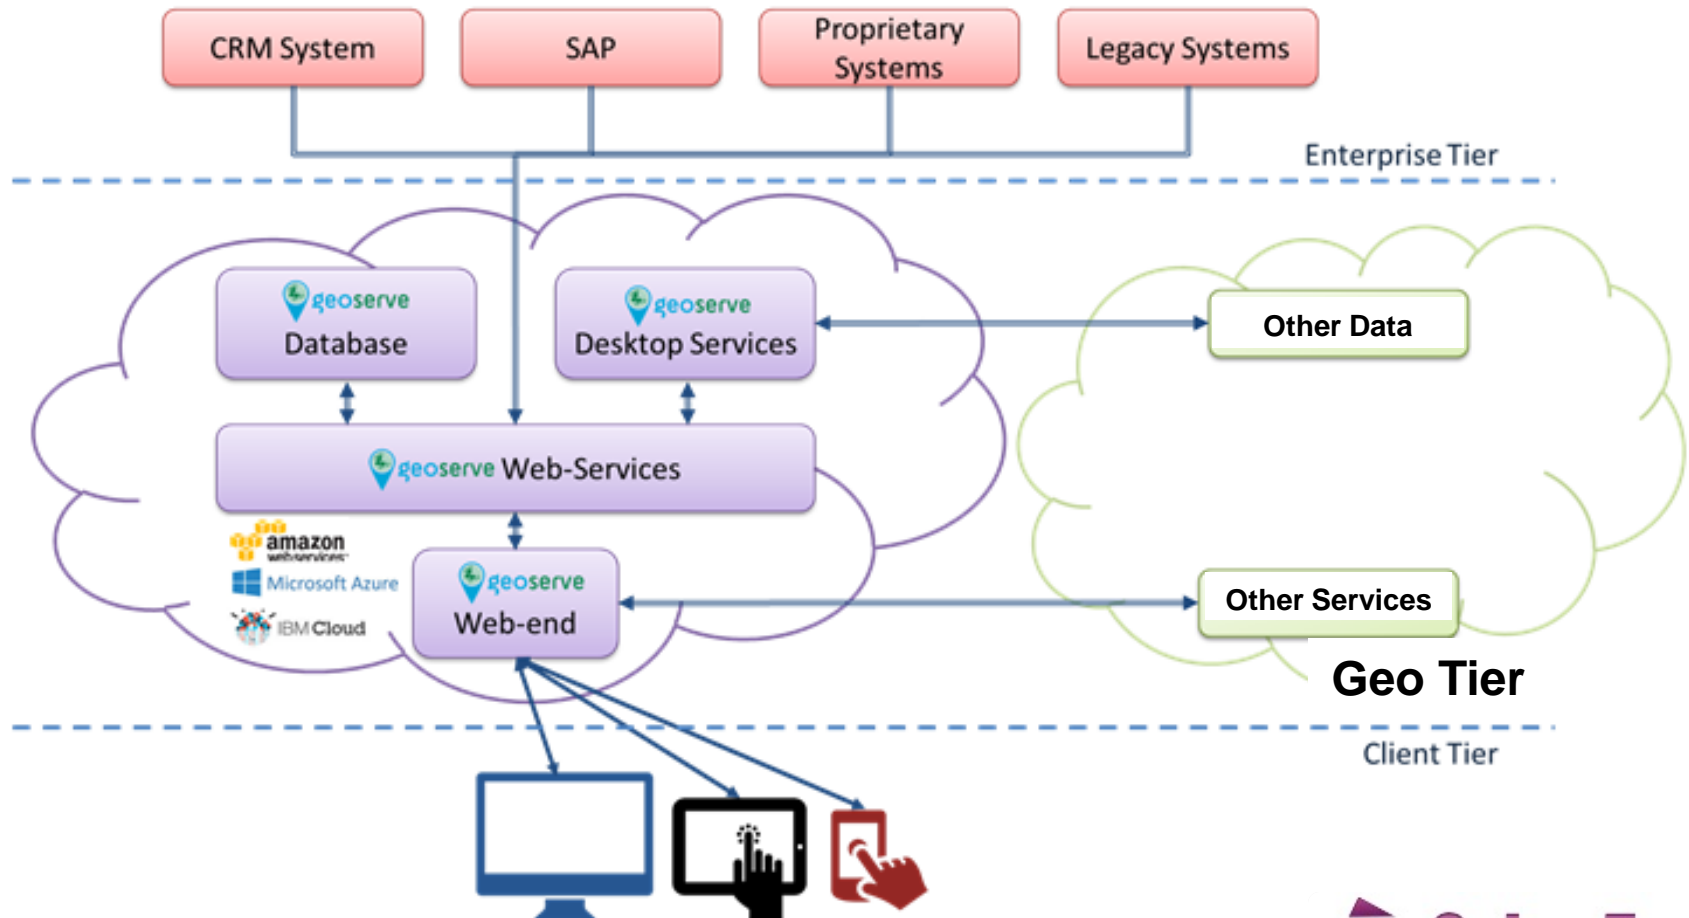 CRM System
SAP
Proprietary
Systems
Legacy Systems
Enterprise Tier
geoserve
Database
geoserve
Desktop Services
Other Data
geoserve Web-Services
amazon
webservices
Microsoft Azure
IBM Cloud
geoserve
Web-end
Other Services
Geo Tier
Client Tier